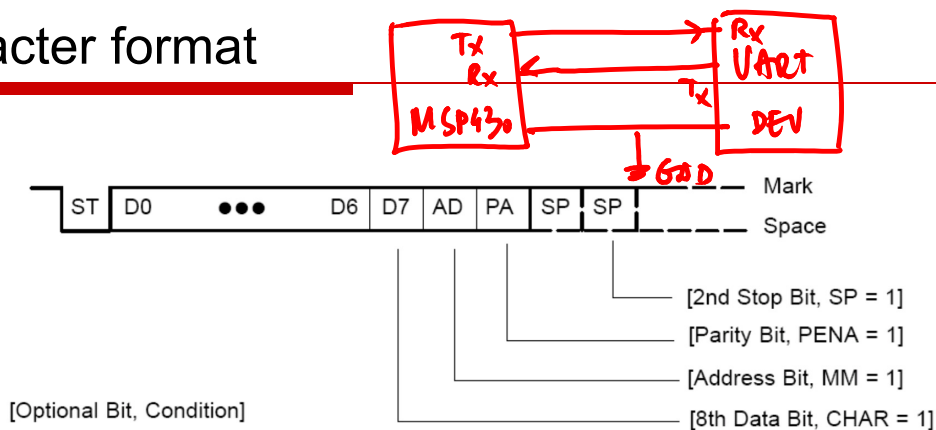 acter format
Tx
Rx
MSP430
Rx
UART
Tx
DEV
GND
ST D0 ●●● D6 D7 AD PA SP SP
Mark
Space
[2nd Stop Bit, SP = 1]
[Parity Bit, PENA = 1]
[Address Bit, MM = 1]
[Optional Bit, Condition]
[8th Data Bit, CHAR = 1]